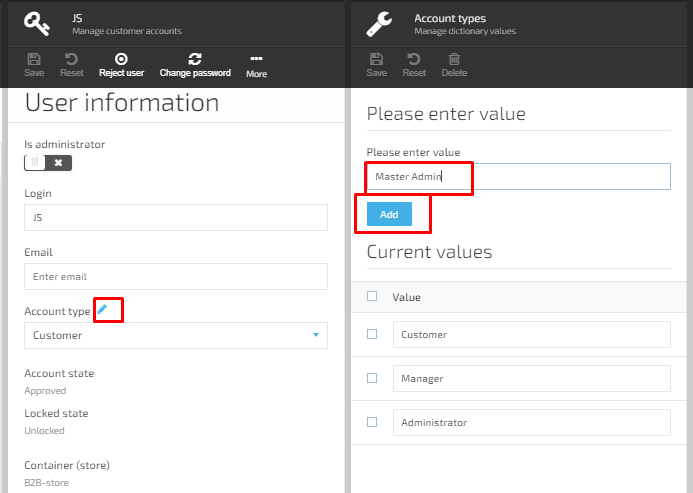 JS
Manage customer accounts
Save
Reset
Reject user
Change password
More
User information
Is administrator
Login
JS
Email
Enter email
Account type
Customer
Account state
Approved
Locked state
Unlocked
Container (store)
B2B-store
Account types
Manage dictionary values
Save
Reset
Delete
Please enter value
Please enter value
Master Admin
Add
Current values
Value
Customer
Manager
Administrator